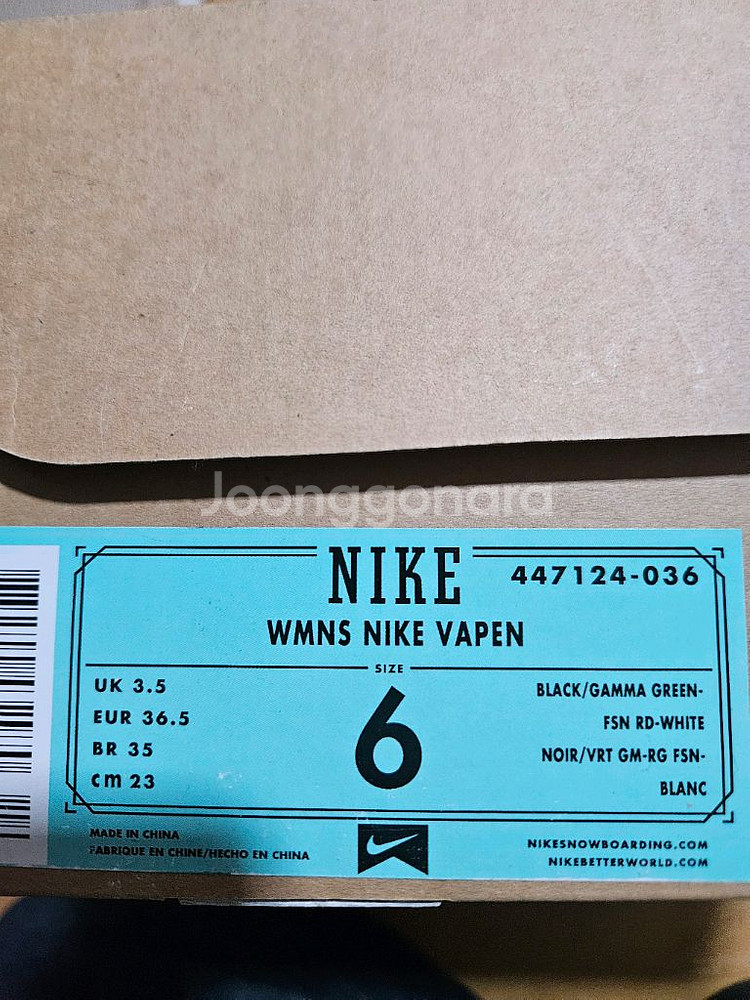 Joonggonara
NIKE 447124-036
WMNS NIKE VAPEN
SIZE
6
UK 3.5
EUR 36.5
BR 35
cm 23
BLACK/GAMMA GREEN-
FSN RD-WHITE
NOIR/VRT GM-RG FSN-
BLANC
MADE IN CHINA
FABRIQUE EN CHINE/HECHO EN CHINA
NIKESNOWBOARDING.COM
NIKEBETTERWORLD.COM